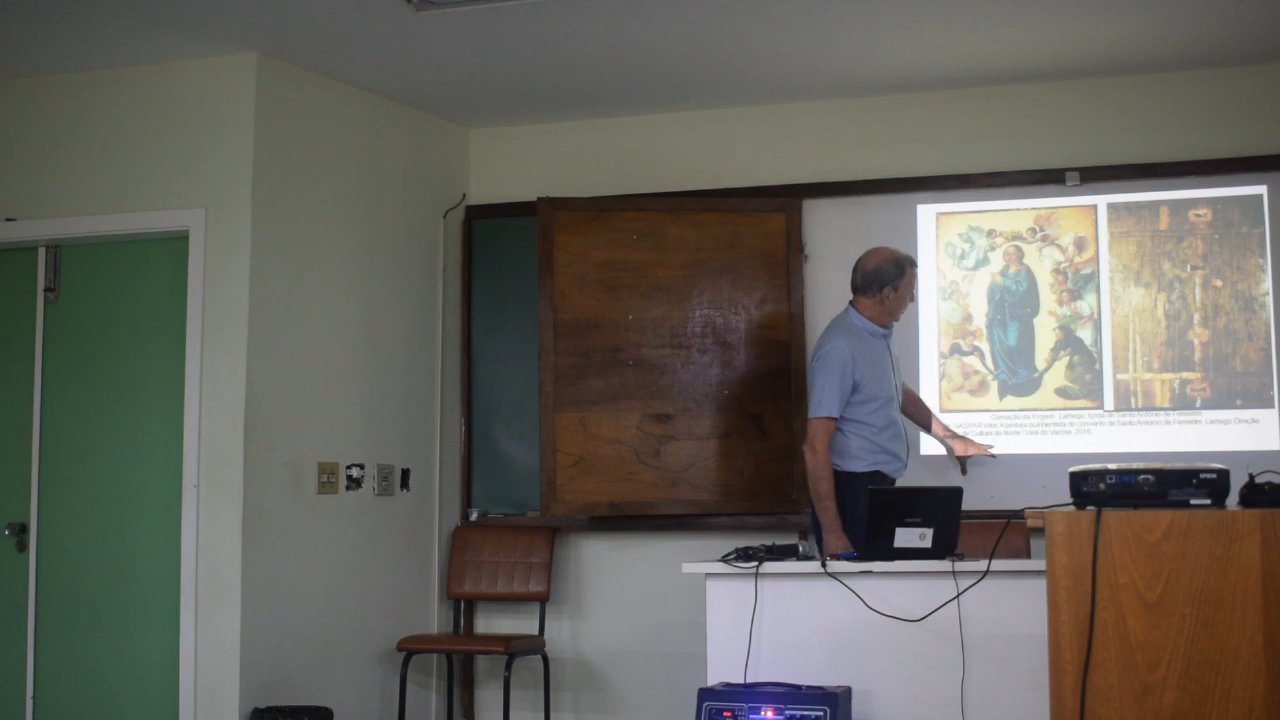 Coroação da Virgem. Lamego. Igreja de Santo António de Ferreirim
GASPAR Vaz. A pintura quinhentista do convento de Santo António de Ferreirim. Lamego: Direção
de Cultura do Norte / Vale do Varosa, 2016
EPSON